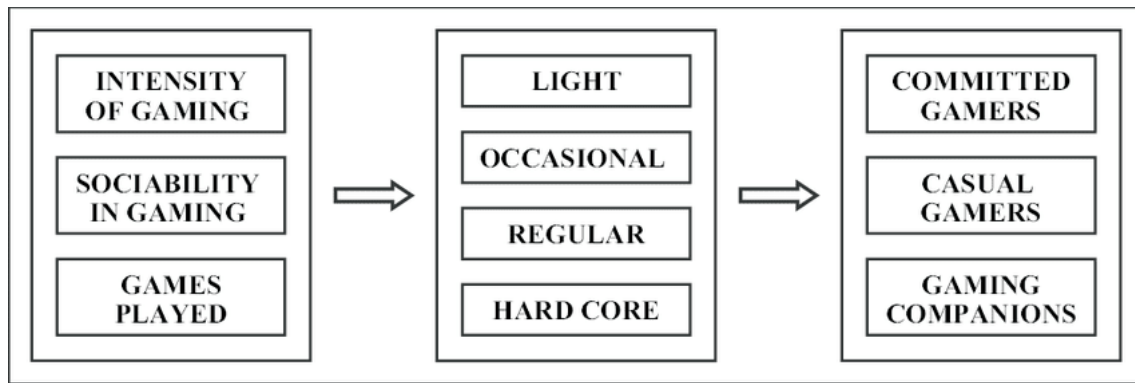 INTENSITY
OF GAMING
SOCIABILITY
IN GAMING
GAMES
PLAYED
LIGHT
OCCASIONAL
REGULAR
HARD CORE
COMMITTED
GAMERS
CASUAL
GAMERS
GAMING
COMPANIONS